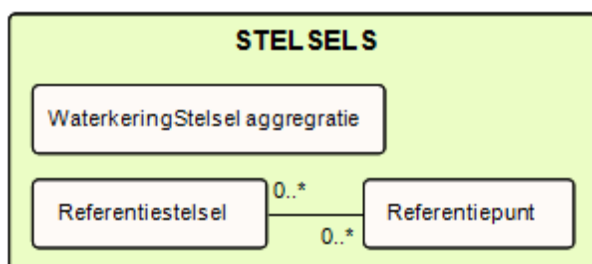 STELSELS
WaterkeringStelsel aggregratie
Referentiestelsel
0..*
0..*
Referentiepunt